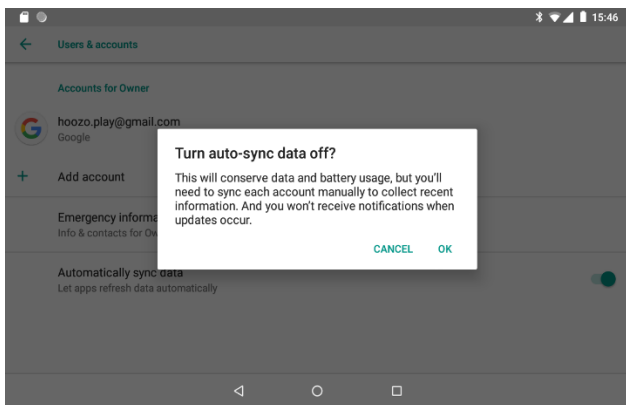 15:46
Users & accounts
Accounts for Owner
hoozo.play@gmail.com
Google
Add account
Emergency informa
Info & contacts for Ow
Automatically sync data
Let apps refresh data automatically
Turn auto-sync data off?
This will conserve data and battery usage, but you'll
need to sync each account manually to collect recent
information. And you won't receive notifications when
updates occur.
CANCEL OK